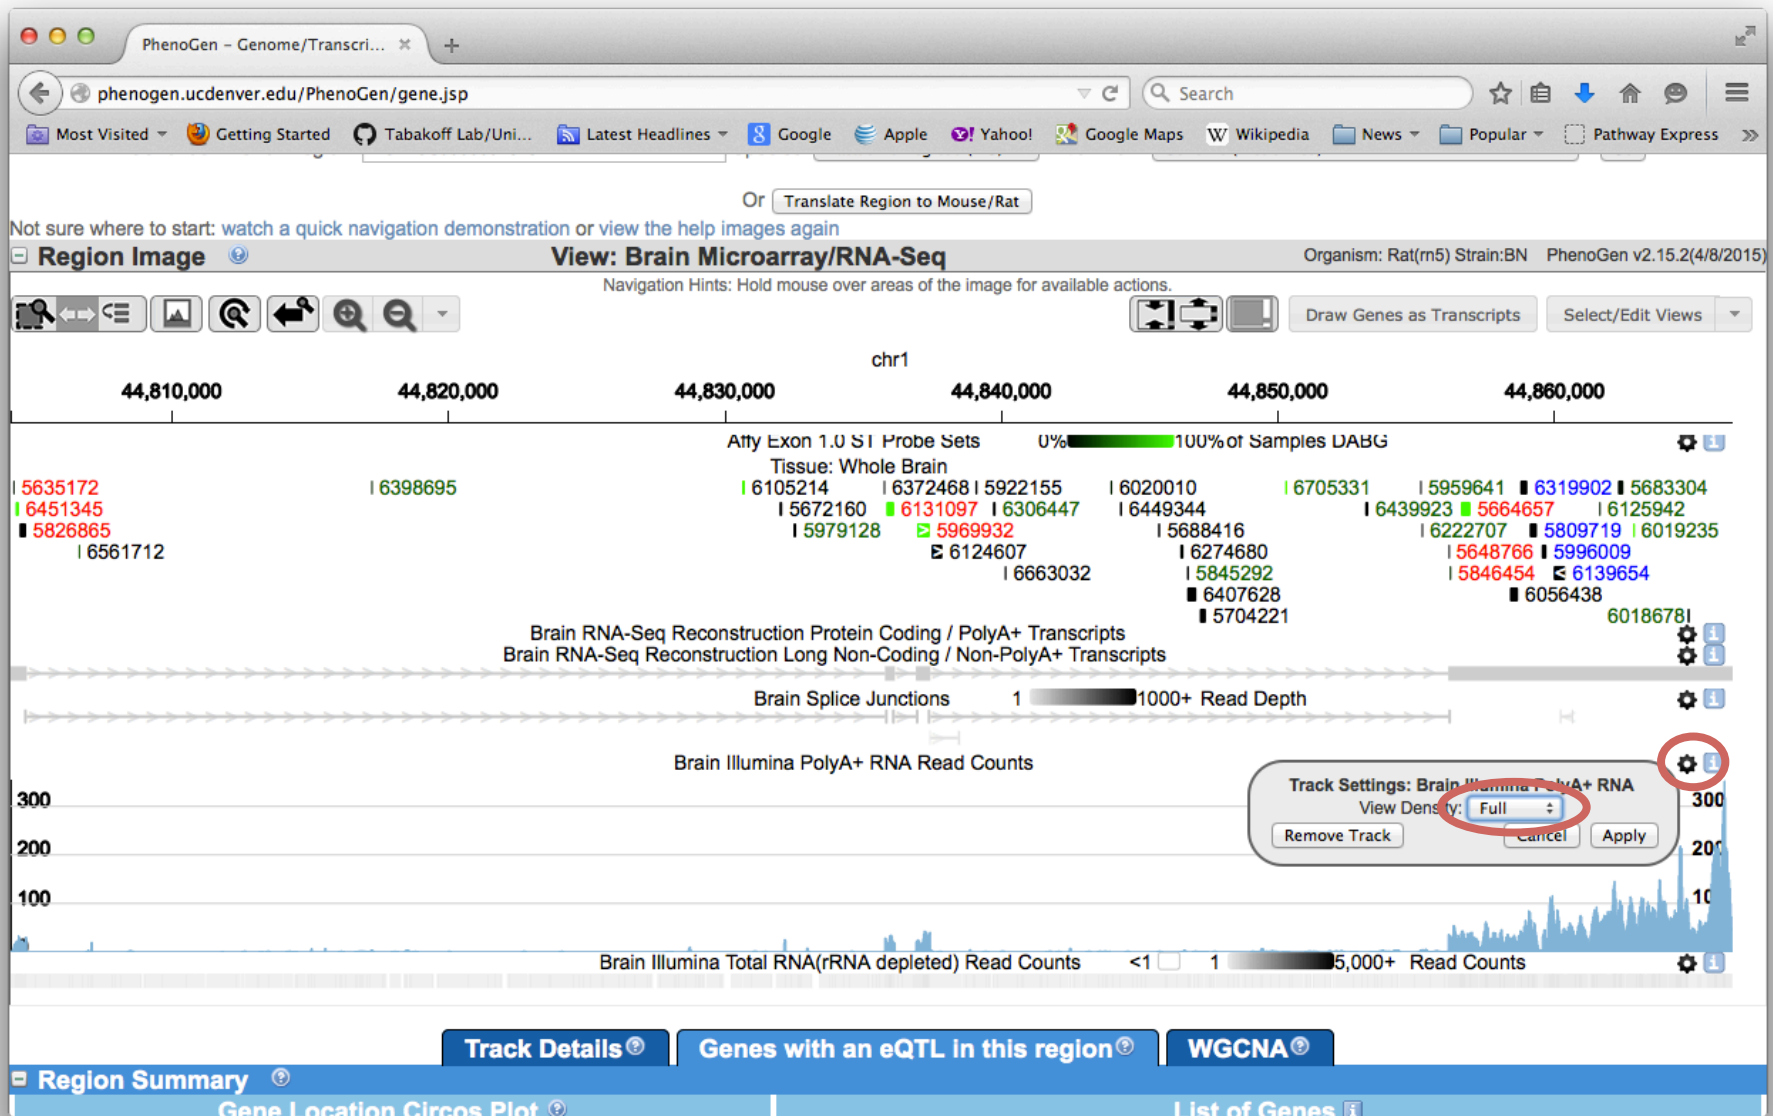 PhenoGen – Genome/Transcri...
phenogen.ucdenver.edu/PhenoGen/gene.jsp
Search
Most Visited
Getting Started
Tabakoff Lab/Uni...
Latest Headlines
Google
Apple
Yahoo!
Google Maps
Wikipedia
News
Popular
Pathway Express
Or Translate Region to Mouse/Rat
Not sure where to start: watch a quick navigation demonstration or view the help images again
Region Image
View: Brain Microarray/RNA-Seq
Organism: Rat(rn5) Strain:BN PhenoGen v2.15.2(4/8/2015)
Navigation Hints: Hold mouse over areas of the image for available actions.
Draw Genes as Transcripts
Select/Edit Views
chr1
44,810,000 44,820,000 44,830,000 44,840,000 44,850,000 44,860,000
Affy Exon 1.0 ST Probe Sets 0% 100% of Samples DABG
Tissue: Whole Brain
5635172 6398695 6105214 6372468 5922155 6020010 6705331 5959641 6319902 5683304
6451345 5672160 6131097 6306447 6449344 6439923 5664657 6125942
5826865 5979128 5969932 5688416 6222707 5809719 6019235
6561712 6124607 6274680 5648766 5996009
6663032 5845292 5846454 6139654
6407628 6056438
5704221 6018678
Brain RNA-Seq Reconstruction Protein Coding / PolyA+ Transcripts
Brain RNA-Seq Reconstruction Long Non-Coding / Non-PolyA+ Transcripts
Brain Splice Junctions 1 1000+ Read Depth
Brain Illumina PolyA+ RNA Read Counts
Track Settings: Brain Illumina PolyA+ RNA
View Density: Full
Remove Track Cancel Apply
300 300
200 200
100 10
Brain Illumina Total RNA(rRNA depleted) Read Counts <1 1 5,000+ Read Counts
Track Details
Genes with an eQTL in this region
WGCNA
Region Summary
Gene Location Circos Plot
List of Genes